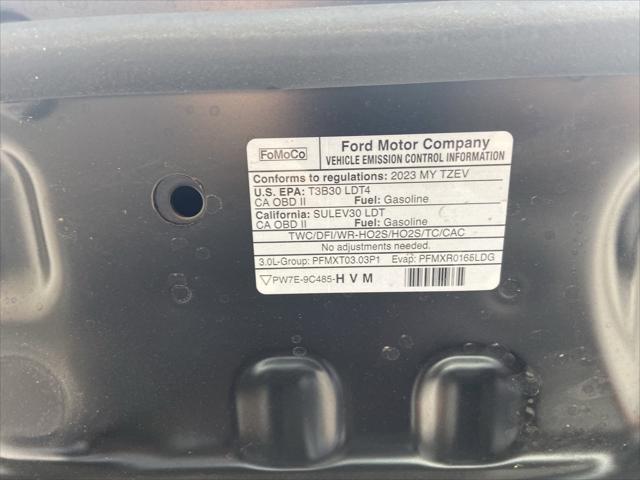 FoMoCo
Ford Motor Company
VEHICLE EMISSION CONTROL INFORMATION
Conforms to regulations: 2023 MY TZEV
U.S. EPA: T3B30 LDT4
CA OBD II Fuel: Gasoline
California: SULEV30 LDT
CA OBD II Fuel: Gasoline
TWC/DFI/WR-HO2S/HO2S/TC/CAC
No adjustments needed.
3.0L-Group: PFMXT03.03P1 Evap: PFMXR0165LDG
PW7E-9C485-H V M